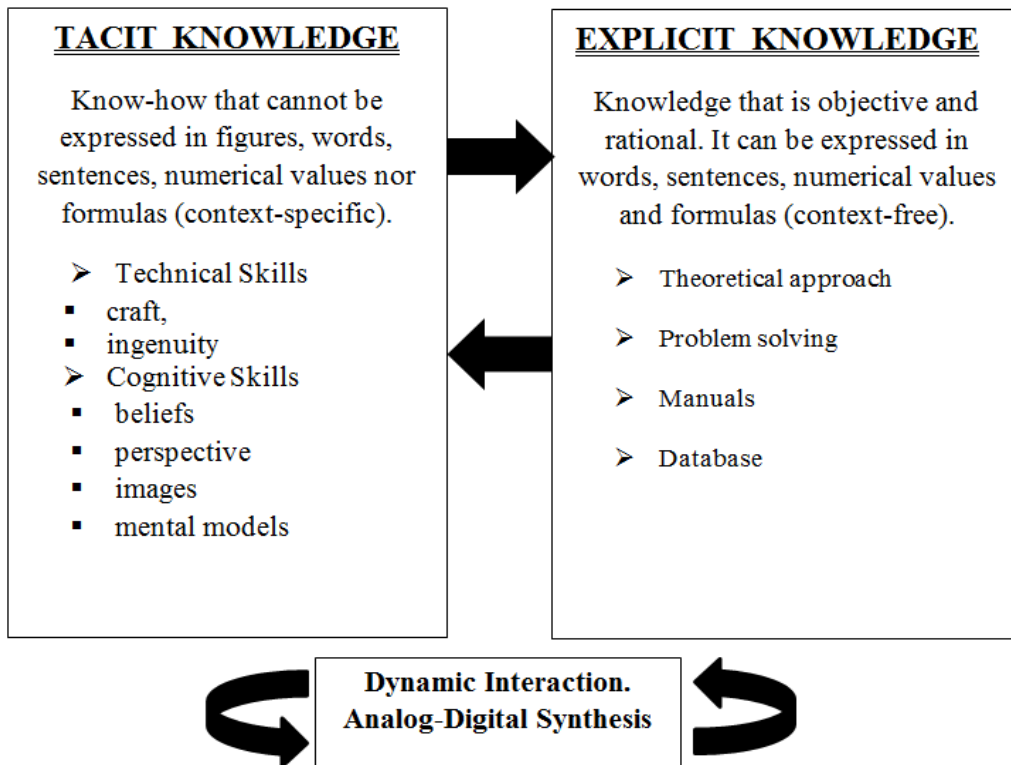 TACIT KNOWLEDGE
Know-how that cannot be
expressed in figures, words,
sentences, numerical values nor
formulas (context-specific).
➢ Technical Skills
▪ craft,
▪ ingenuity
➢ Cognitive Skills
▪ beliefs
▪ perspective
▪ images
▪ mental models
EXPLICIT KNOWLEDGE
Knowledge that is objective and
rational. It can be expressed in
words, sentences, numerical values
and formulas (context-free).
➢ Theoretical approach
➢ Problem solving
➢ Manuals
➢ Database
Dynamic Interaction.
Analog-Digital Synthesis